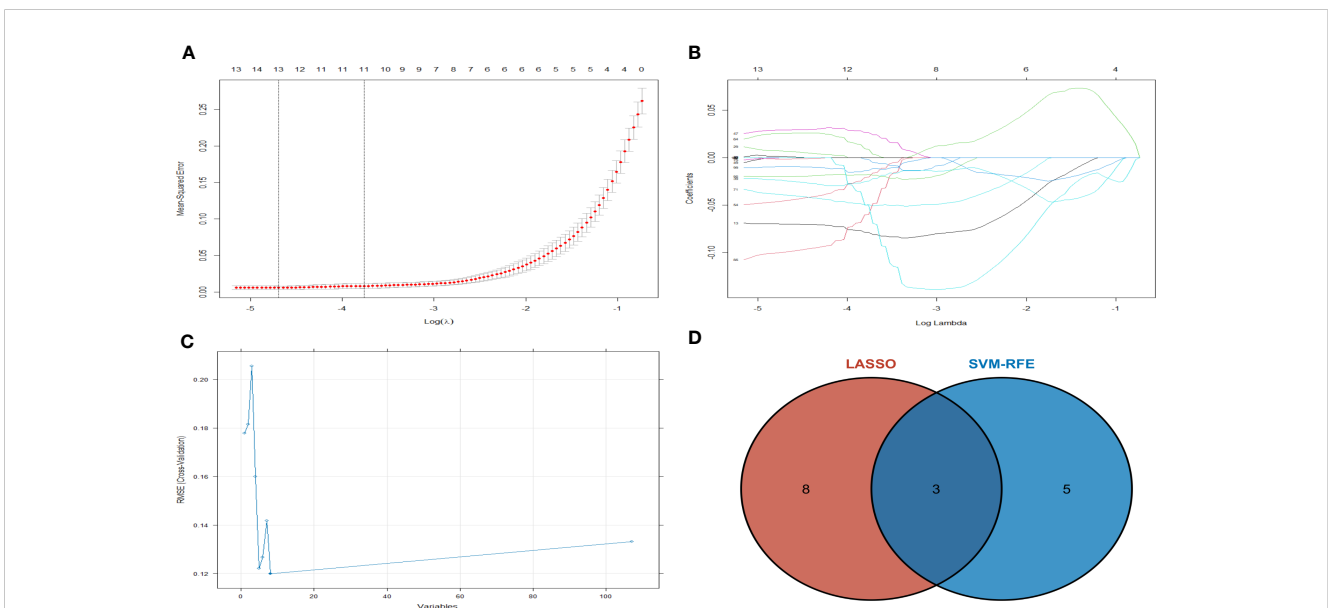 A
13 14 13 12 11 11 11 10 9 9 7 8 7 6 6 6 6 6 5 5 5 4 4 0
Mean-Squared Error
0.25
0.20
0.15
0.10
0.05
0.00
-5 -4 -3 -2 -1
Log(λ)
B
13 12 8 6 4
Coefficients
0.05
0.00
-0.05
-0.10
-5 -4 -3 -2 -1
Log Lambda
C
RMSE (Cross-Validation)
0.20
0.18
0.16
0.14
0.12
0 20 40 60 80 100
Variables
D
LASSO SVM-RFE
8 3 5